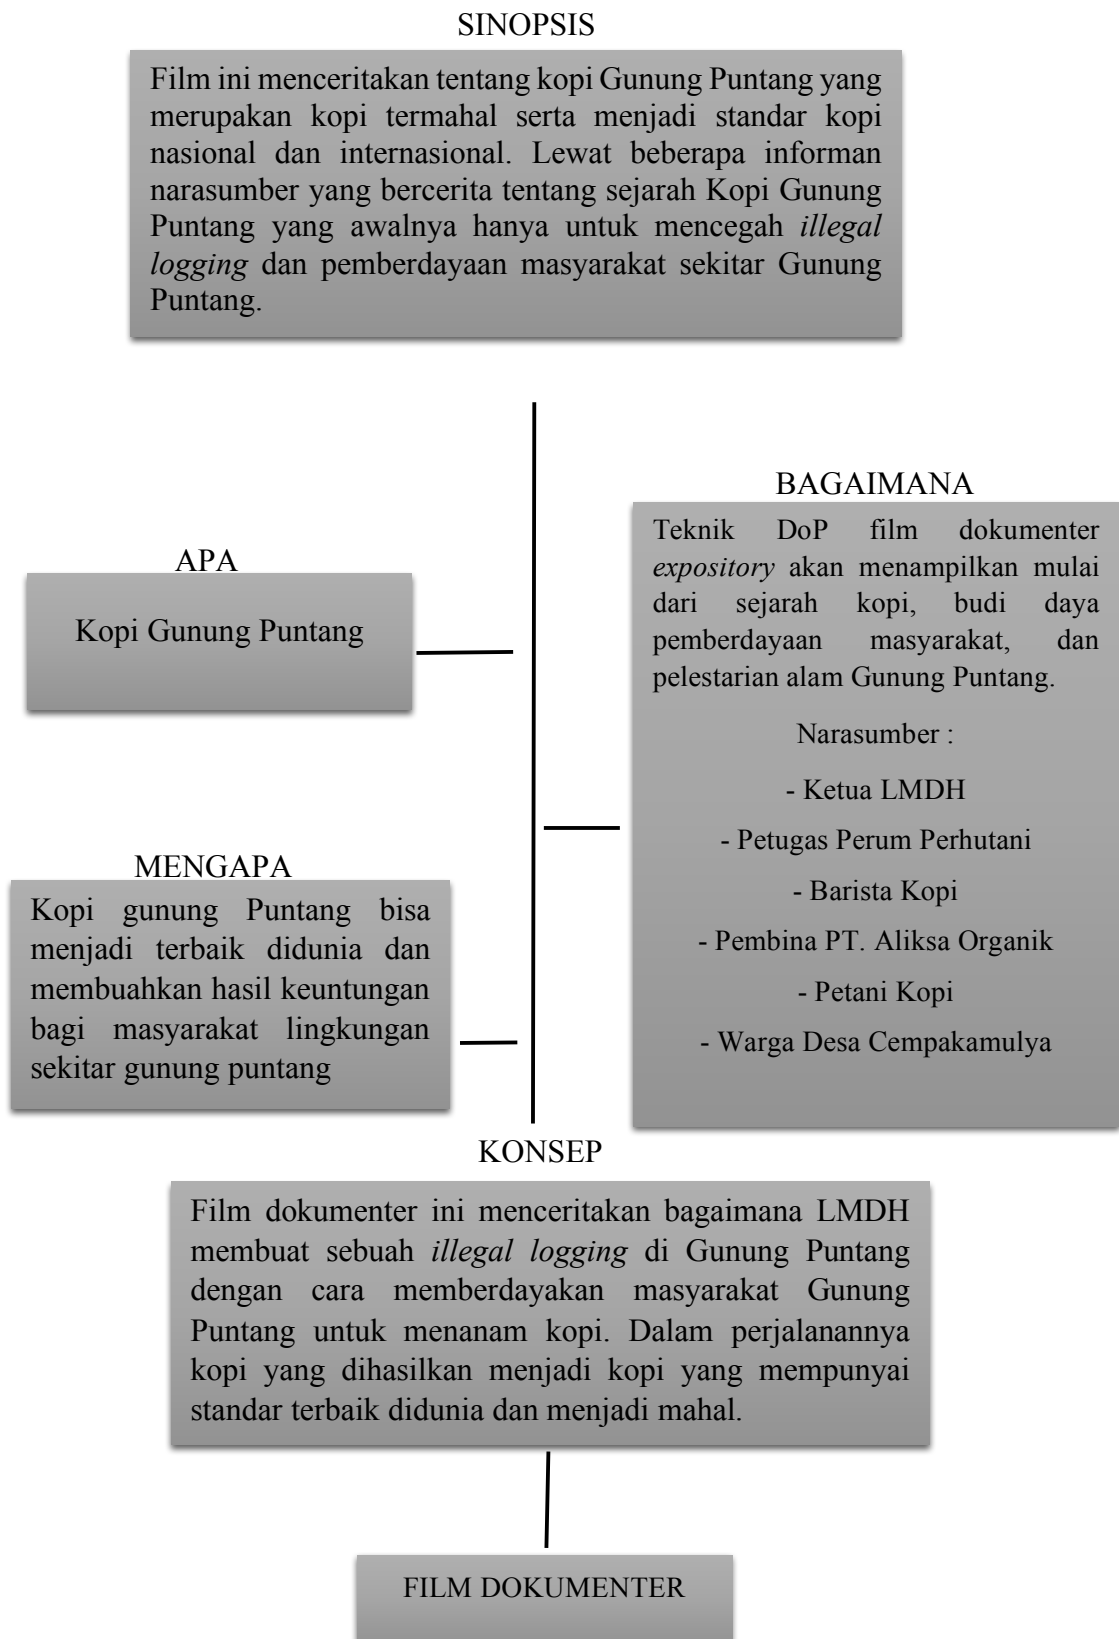 SINOPSIS
Film ini menceritakan tentang kopi Gunung Puntang yang
merupakan kopi termahal serta menjadi standar kopi
nasional dan internasional. Lewat beberapa informan
narasumber yang bercerita tentang sejarah Kopi Gunung
Puntang yang awalnya hanya untuk mencegah illegal
logging dan pemberdayaan masyarakat sekitar Gunung
Puntang.
APA
Kopi Gunung Puntang
BAGAIMANA
Teknik DoP film dokumenter
expository akan menampilkan mulai
dari sejarah kopi, budi daya
pemberdayaan masyarakat, dan
pelestarian alam Gunung Puntang.
Narasumber :
- Ketua LMDH
- Petugas Perum Perhutani
- Barista Kopi
- Pembina PT. Aliksa Organik
- Petani Kopi
- Warga Desa Cempakamulya
MENGAPA
Kopi gunung Puntang bisa
menjadi terbaik didunia dan
membuahkan hasil keuntungan
bagi masyarakat lingkungan
sekitar gunung puntang
KONSEP
Film dokumenter ini menceritakan bagaimana LMDH
membuat sebuah illegal logging di Gunung Puntang
dengan cara memberdayakan masyarakat Gunung
Puntang untuk menanam kopi. Dalam perjalanannya
kopi yang dihasilkan menjadi kopi yang mempunyai
standar terbaik didunia dan menjadi mahal.
FILM DOKUMENTER